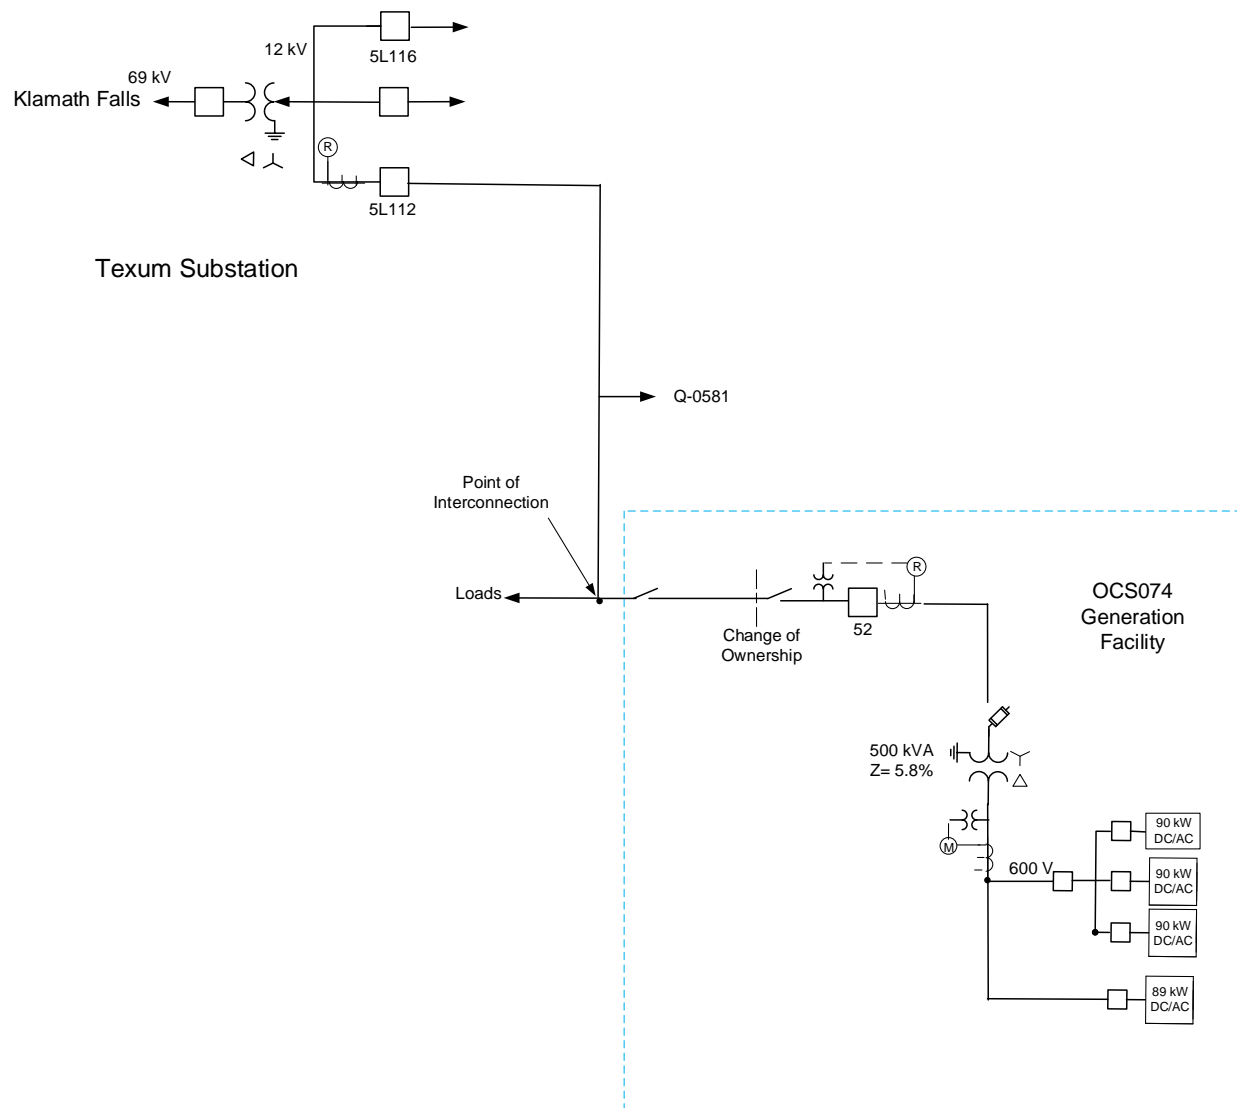 12 kV
5L116
69 kV
Klamath Falls
R
5L112
Texum Substation
Q-0581
Point of
Interconnection
Loads
R
52
Change of
Ownership
OCS074
Generation
Facility
500 kVA
Z= 5.8%
M
600 V
90 kW
DC/AC
90 kW
DC/AC
90 kW
DC/AC
89 kW
DC/AC